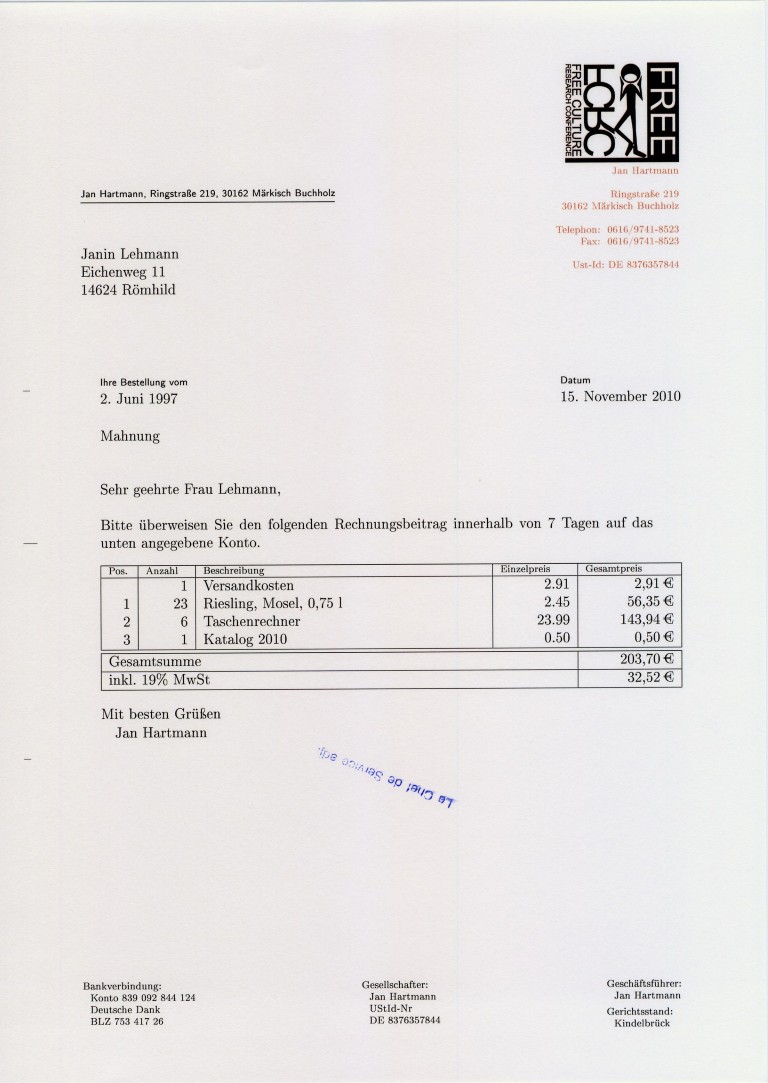 FREE
FCRC
FREE CULTURE
RESEARCH CONFERENCE
Jan Hartmann
Ringstraße 219
30162 Märkisch Buchholz
Telephon: 0616/9741-8523
Fax: 0616/9741-8523
Ust-Id: DE 8376357844
Jan Hartmann, Ringstraße 219, 30162 Märkisch Buchholz
Janin Lehmann
Eichenweg 11
14624 Römhild
Ihre Bestellung vom
2. Juni 1997
Datum
15. November 2010
Mahnung
Sehr geehrte Frau Lehmann,
Bitte überweisen Sie den folgenden Rechnungsbeitrag innerhalb von 7 Tagen auf das
unten angegebene Konto.
Pos. Anzahl Beschreibung Einzelpreis Gesamtpreis
1 Versandkosten 2.91 2,91 €
1 23 Riesling, Mosel, 0,75 l 2.45 56,35 €
2 6 Taschenrechner 23.99 143,94 €
3 1 Katalog 2010 0.50 0,50 €
Gesamtsumme 203,70 €
inkl. 19% MwSt 32,52 €
Mit besten Grüßen
Jan Hartmann
Le Chef de Service adj.
Bankverbindung:
Konto 839 092 844 124
Deutsche Dank
BLZ 753 417 26
Gesellschafter:
Jan Hartmann
UStId-Nr
DE 8376357844
Geschäftsführer:
Jan Hartmann
Gerichtsstand:
Kindelbrück